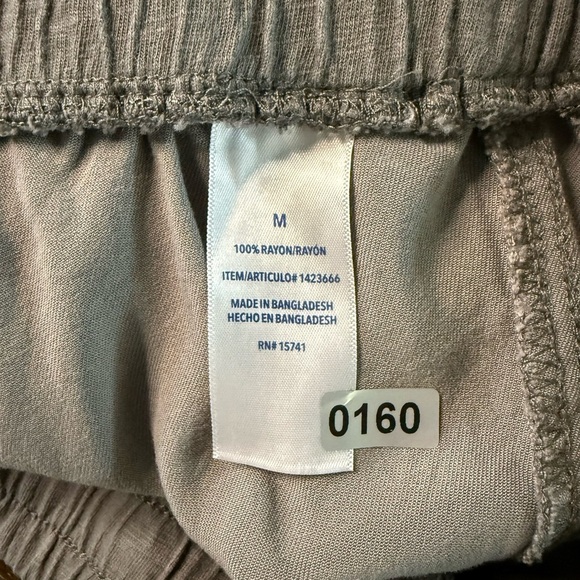 M
100% RAYON/RAYÓN
ITEM/ARTICULO# 1423666
MADE IN BANGLADESH
HECHO EN BANGLADESH
RN# 15741
0160